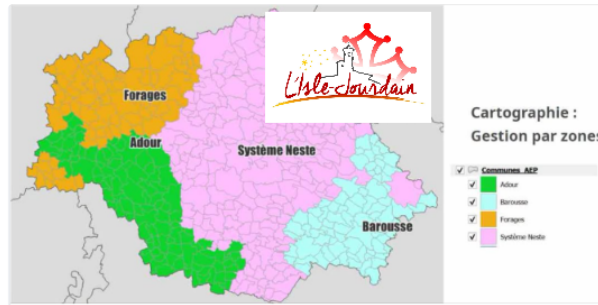 L'Isle-Jourdain
Forages
Adour
Système Neste
Barousse
Cartographie :
Gestion par zones
Communes_AEP
Adour
Barousse
Forages
Système Neste